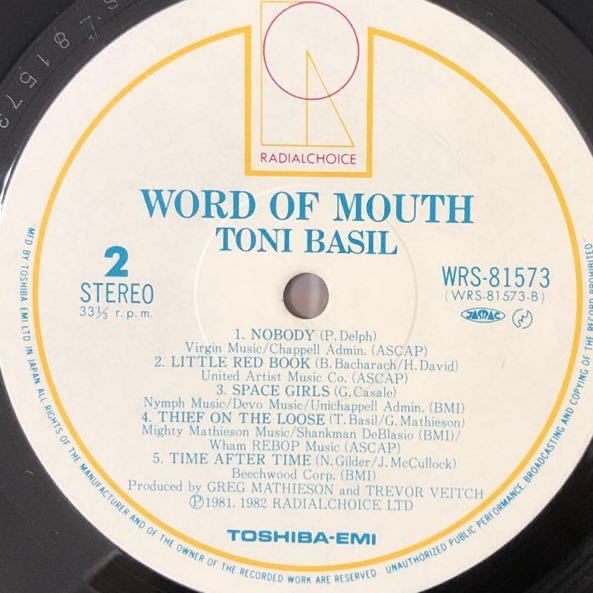 S-81573
RADIALCHOICE
WORD OF MOUTH
TONI BASIL
2
STEREO
33⅓ r.p.m.
WRS-81573
(WRS-81573-B)
JASRAC
1. NOBODY (P. Delph)
Virgin Music/Chappell Admin. (ASCAP)
2. LITTLE RED BOOK (B. Bacharach/H. David)
United Artist Music Co. (ASCAP)
3. SPACE GIRLS (G. Casale)
Nymph Music/Devo Music/Unichappell Admin. (BMI)
4. THIEF ON THE LOOSE (T. Basil/G. Mathieson)
Mighty Mathieson Music/Shankman DeBlasio (BMI)/
Wham REBOP Music (ASCAP)
5. TIME AFTER TIME (N. Gilder/J. McCullock)
Beechwood Corp. (BMI)
Produced by GREG MATHIESON and TREVOR VEITCH
Ⓟ1981, 1982 RADIALCHOICE LTD
TOSHIBA-EMI
"MFD BY TOSHIBA EMI LTD IN JAPAN ALL RIGHTS OF THE MANUFACTURER AND OF THE OWNER OF THE RECORDED WORK ARE RESERVED UNAUTHORIZED PUBLIC PERFORMANCE, BROADCASTING AND COPYING OF THE RECORD PROHIBITED"